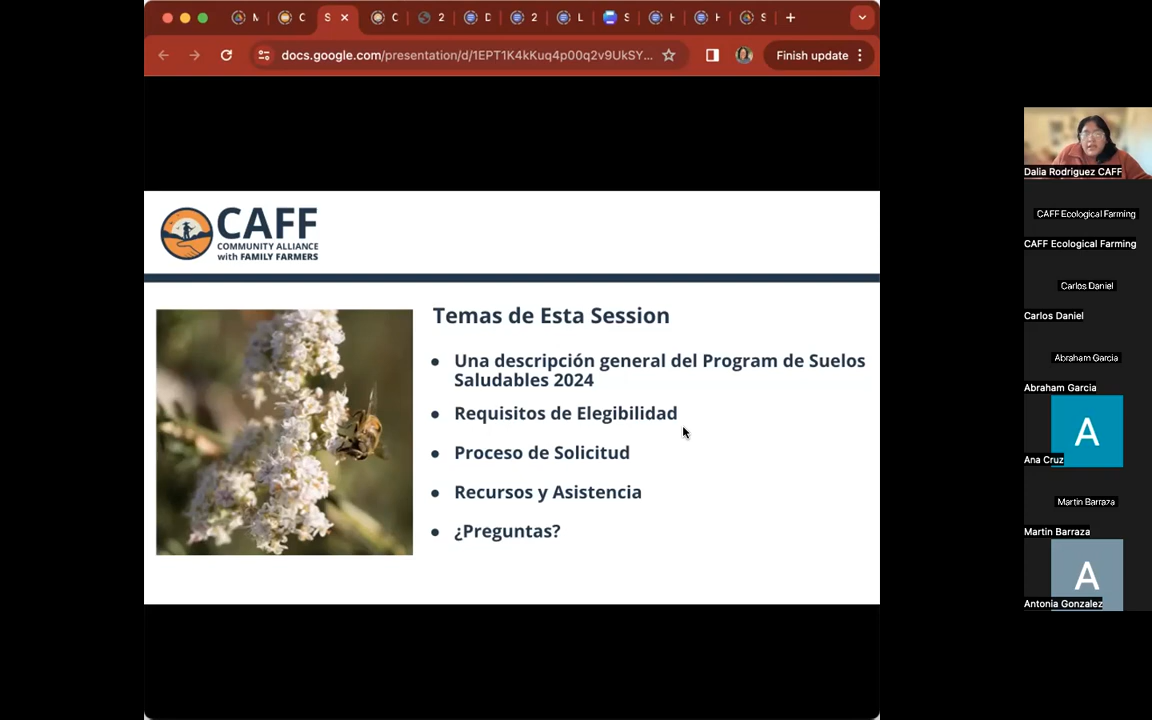 M
C
S
C
2
D
2
L
S
H
H
S
docs.google.com/presentation/d/1EPT1K4kKuq4p00q2v9UkSY...
Finish update
CAFF
COMMUNITY ALLIANCE
with FAMILY FARMERS
Temas de Esta Session
Una descripción general del Program de Suelos
Saludables 2024
Requisitos de Elegibilidad
Proceso de Solicitud
Recursos y Asistencia
¿Preguntas?
Dalia Rodriguez CAFF
CAFF Ecological Farming
CAFF Ecological Farming
Carlos Daniel
Carlos Daniel
Abraham Garcia
Abraham Garcia
A
Ana Cruz
Martin Barraza
Martin Barraza
A
Antonia Gonzalez